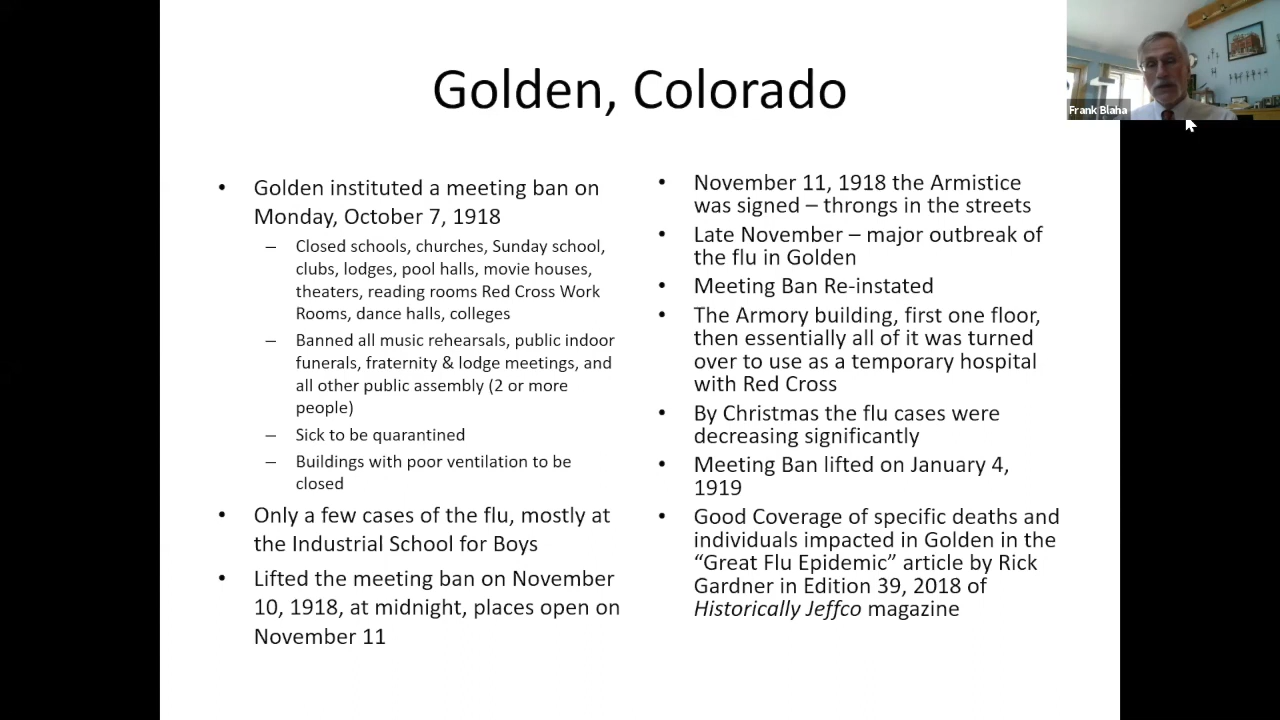 Golden, Colorado
• Golden instituted a meeting ban on
Monday, October 7, 1918
– Closed schools, churches, Sunday school,
clubs, lodges, pool halls, movie houses,
theaters, reading rooms Red Cross Work
Rooms, dance halls, colleges
– Banned all music rehearsals, public indoor
funerals, fraternity & lodge meetings, and
all other public assembly (2 or more
people)
– Sick to be quarantined
– Buildings with poor ventilation to be
closed
• Only a few cases of the flu, mostly at
the Industrial School for Boys
• Lifted the meeting ban on November
10, 1918, at midnight, places open on
November 11
• November 11, 1918 the Armistice
was signed – throngs in the streets
• Late November – major outbreak of
the flu in Golden
• Meeting Ban Re-instated
• The Armory building, first one floor,
then essentially all of it was turned
over to use as a temporary hospital
with Red Cross
• By Christmas the flu cases were
decreasing significantly
• Meeting Ban lifted on January 4,
1919
• Good Coverage of specific deaths and
individuals impacted in Golden in the
“Great Flu Epidemic” article by Rick
Gardner in Edition 39, 2018 of
Historically Jeffco magazine
Frank Blaha